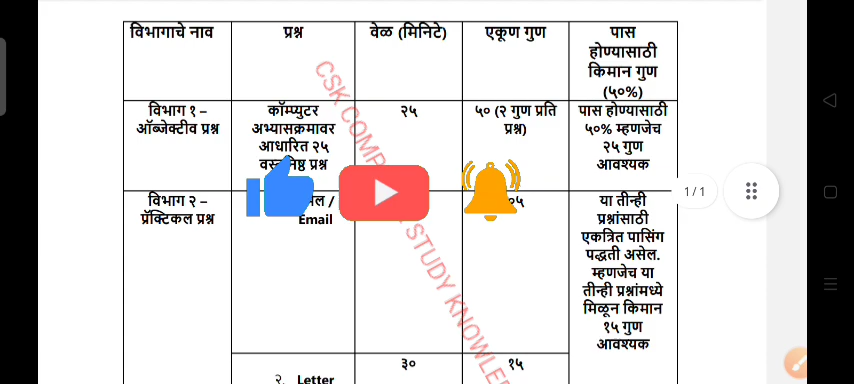 विभागाचे नाव
प्रश्न
वेळ (मिनिटे)
एकूण गुण
पास
होण्यासाठी
किमान गुण
(५०%)
विभाग १ –
ऑब्जेक्टीव प्रश्न
कॉम्प्युटर
अभ्यासक्रमावर
आधारित २५
प्रश्न
२५
५० (२ गुण प्रति
प्रश्न)
पास होण्यासाठी
५०% म्हणजेच
२५ गुण
आवश्यक
विभाग २ –
प्रॅक्टिकल प्रश्न
/
Email
या तीन्ही
प्रश्नांसाठी
एकत्रित पासिंग
पद्धती असेल.
म्हणजेच या
तीन्ही प्रश्नांमध्ये
मिळून किमान
१५ गुण
आवश्यक
२. Letter
३०
१५
1/1
STUDY